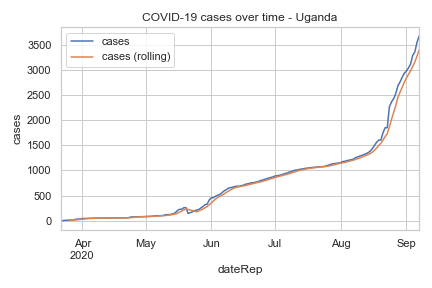 COVID-19 cases over time - Uganda
cases
cases (rolling)
3500
3000
2500
2000
1500
1000
500
0
cases
Apr
2020
May
Jun
Jul
Aug
Sep
dateRep